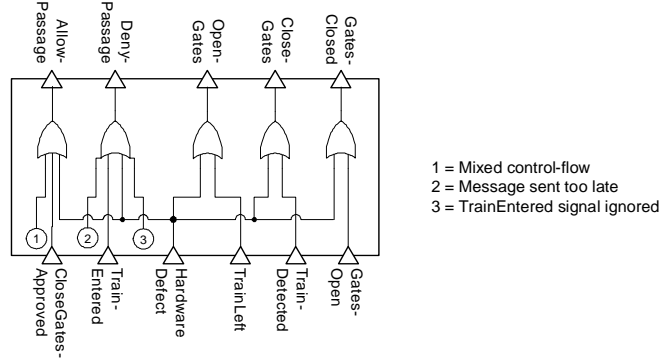 Allow-
Passage
Deny-
Passage
Open-
Gates
Close-
Gates
Gates-
Closed
1 = Mixed control-flow
2 = Message sent too late
3 = TrainEntered signal ignored
1
2
3
CloseGates-
Approved
Train-
Entered
Hardware
Defect
TrainLeft
Train-
Detected
Gates-
Open